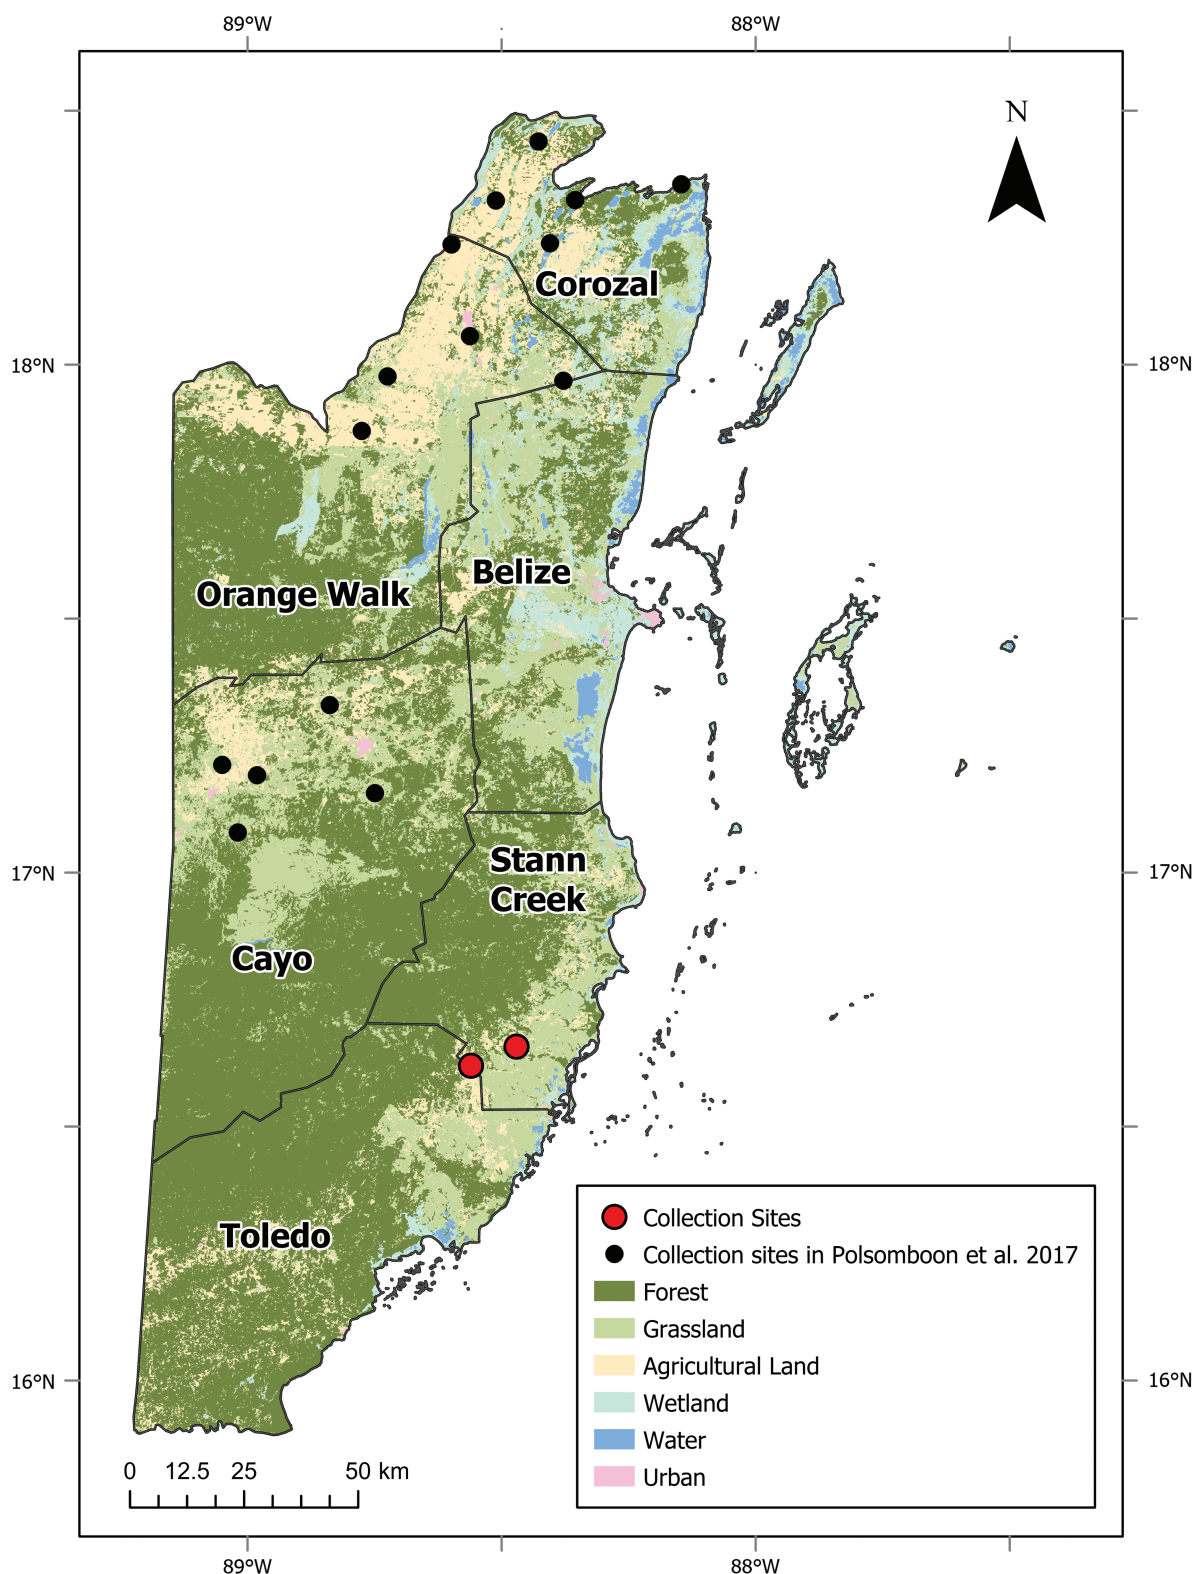 89°W 88°W
N
Corozal
18°N 18°N
Belize
Orange Walk
Stann
Creek
17°N 17°N
Cayo
Toledo
Collection Sites
Collection sites in Polsomboon et al. 2017
Forest
Grassland
Agricultural Land
16°N 16°N
Wetland
Water
Urban
0 12.5 25 50 km
89°W 88°W